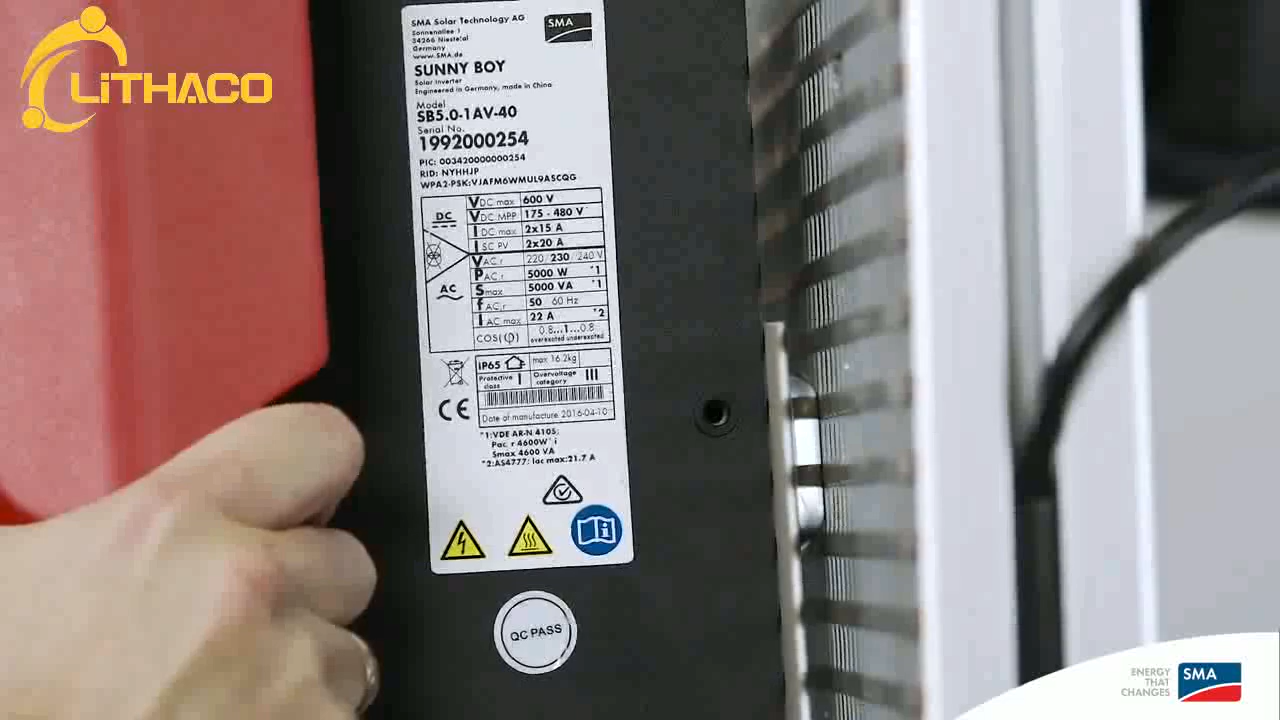 LiTHACO
SMA Solar Technology AG
Sonnenallee 1
34266 Niestetal
Germany
www.SMA.de
SMA
SUNNY BOY
Solar Inverter
Engineered in Germany, made in China
Model
SB5.0-1AV-40
Serial No.
1992000254
PIC: 003420000000254
RID: NYHHJP
WPA2-PSK:VJAFM6WMUL9ASCQG
DC
VDC max 600 V
VDC MPP 175 - 480 V
IDC max 2x15 A
ISC PV 2x20 A
AC
VAC,r 220/230/240 V
PAC,r 5000 W *1
Smax 5000 VA *1
fAC,r 50 60 Hz
IAC max 22 A *2
COS(φ) 0.8...1...0.8
overexcited underexcited
IP65 max 16.2kg
Protective class I Overvoltage category III
CE
Date of manufacture 2016-04-10
*1:VDE AR-N 4105:
Pac, r 4600W i
Smax 4600 VA
*2:AS4777: Iac max:21.7 A
QC PASS
ENERGY
THAT
CHANGES
SMA